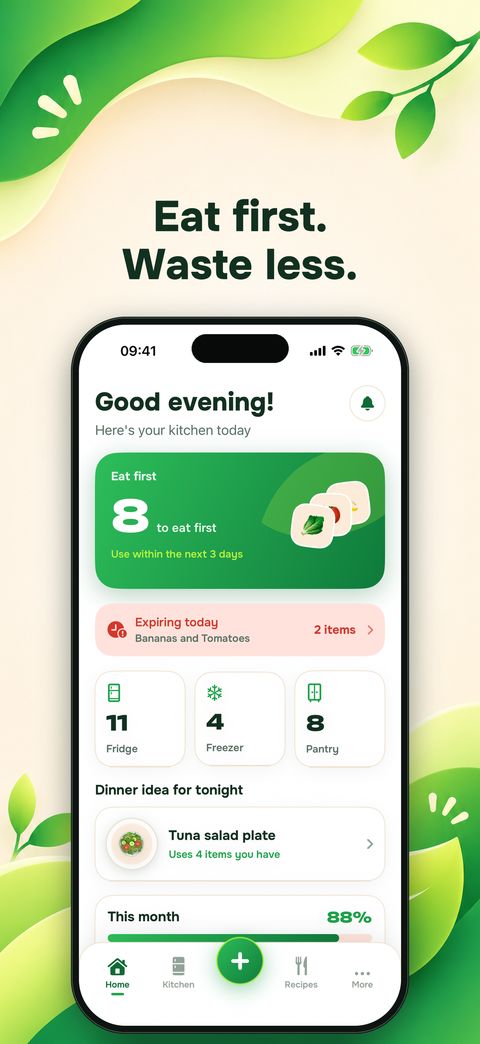 Eat first.
Waste less.
09:41
Good evening!
Here's your kitchen today
Eat first
8 to eat first
Use within the next 3 days
Expiring today
Bananas and Tomatoes
2 items
11
Fridge
4
Freezer
8
Pantry
Dinner idea for tonight
Tuna salad plate
Uses 4 items you have
This month
88%
Home
Kitchen
Recipes
More